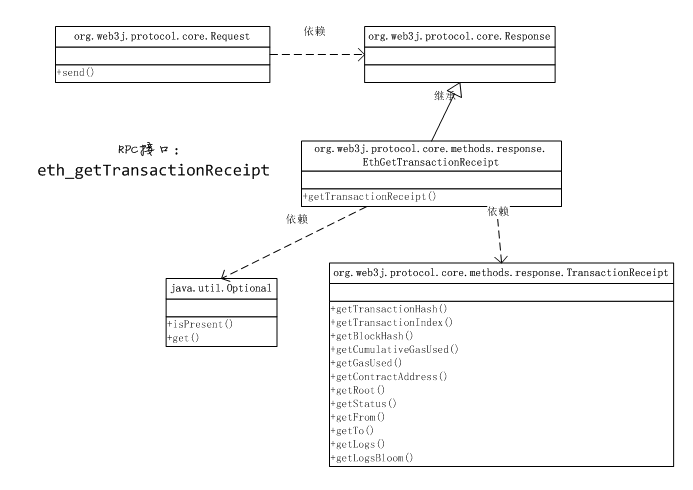 org.web3j.protocol.core.Request
+send()
依赖
org.web3j.protocol.core.Response
继承
RPC接口：
eth_getTransactionReceipt
org.web3j.protocol.core.methods.response.
EthGetTransactionReceipt
+getTransactionReceipt()
依赖
依赖
java.util.Optional
+isPresent()
+get()
org.web3j.protocol.core.methods.response.TransactionReceipt
+getTransactionHash()
+getTransactionIndex()
+getBlockHash()
+getCumulativeGasUsed()
+getGasUsed()
+getContractAddress()
+getRoot()
+getStatus()
+getFrom()
+getTo()
+getLogs()
+getLogsBloom()